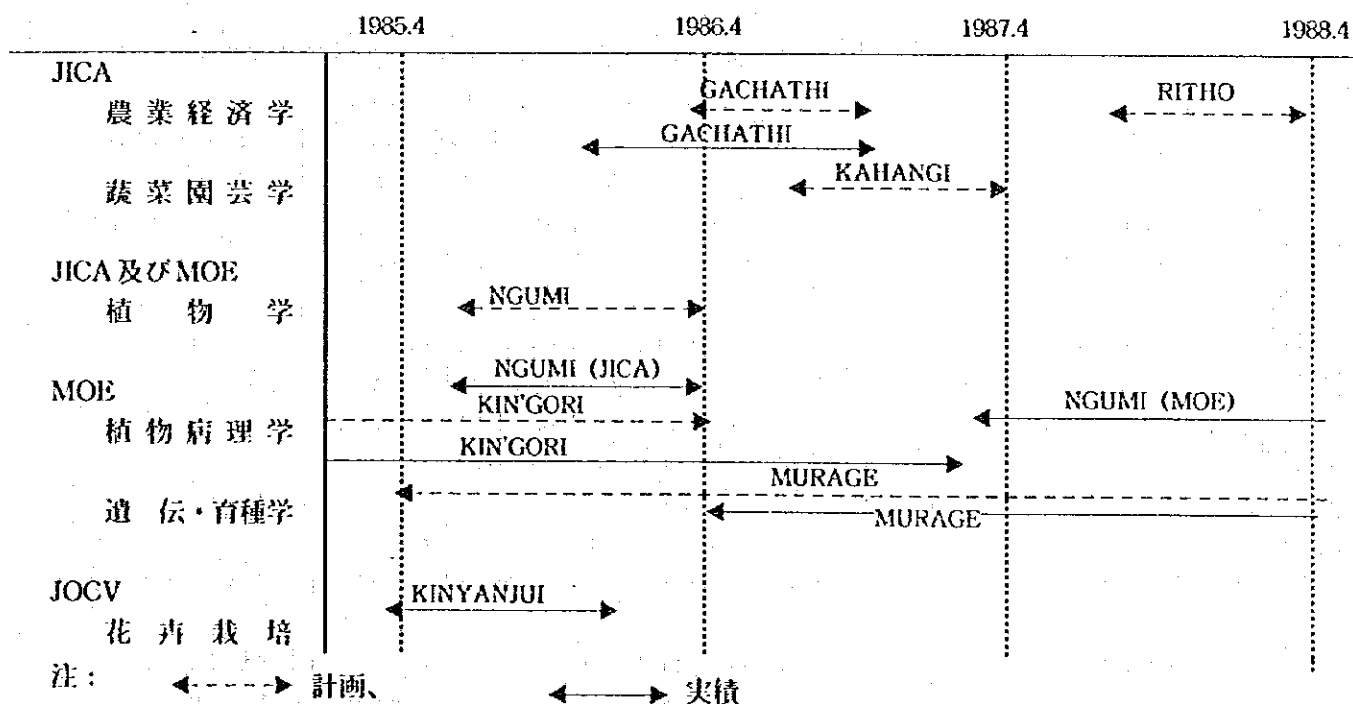 1985.4 1986.4 1987.4 1988.4
JICA
GACHATHI RITHO
農業経済学
GACHATHI
KAHANGI
蔬菜園芸学
JICA及びMOE
NGUMI
植物学
NGUMI (JICA)
MOE
KIN'GORI NGUMI (MOE)
植物病理学
KIN'GORI
MURAGE
遺伝・育種学
MURAGE
JOCV
KINYANJUI
花卉栽培
注: 計画、 実績